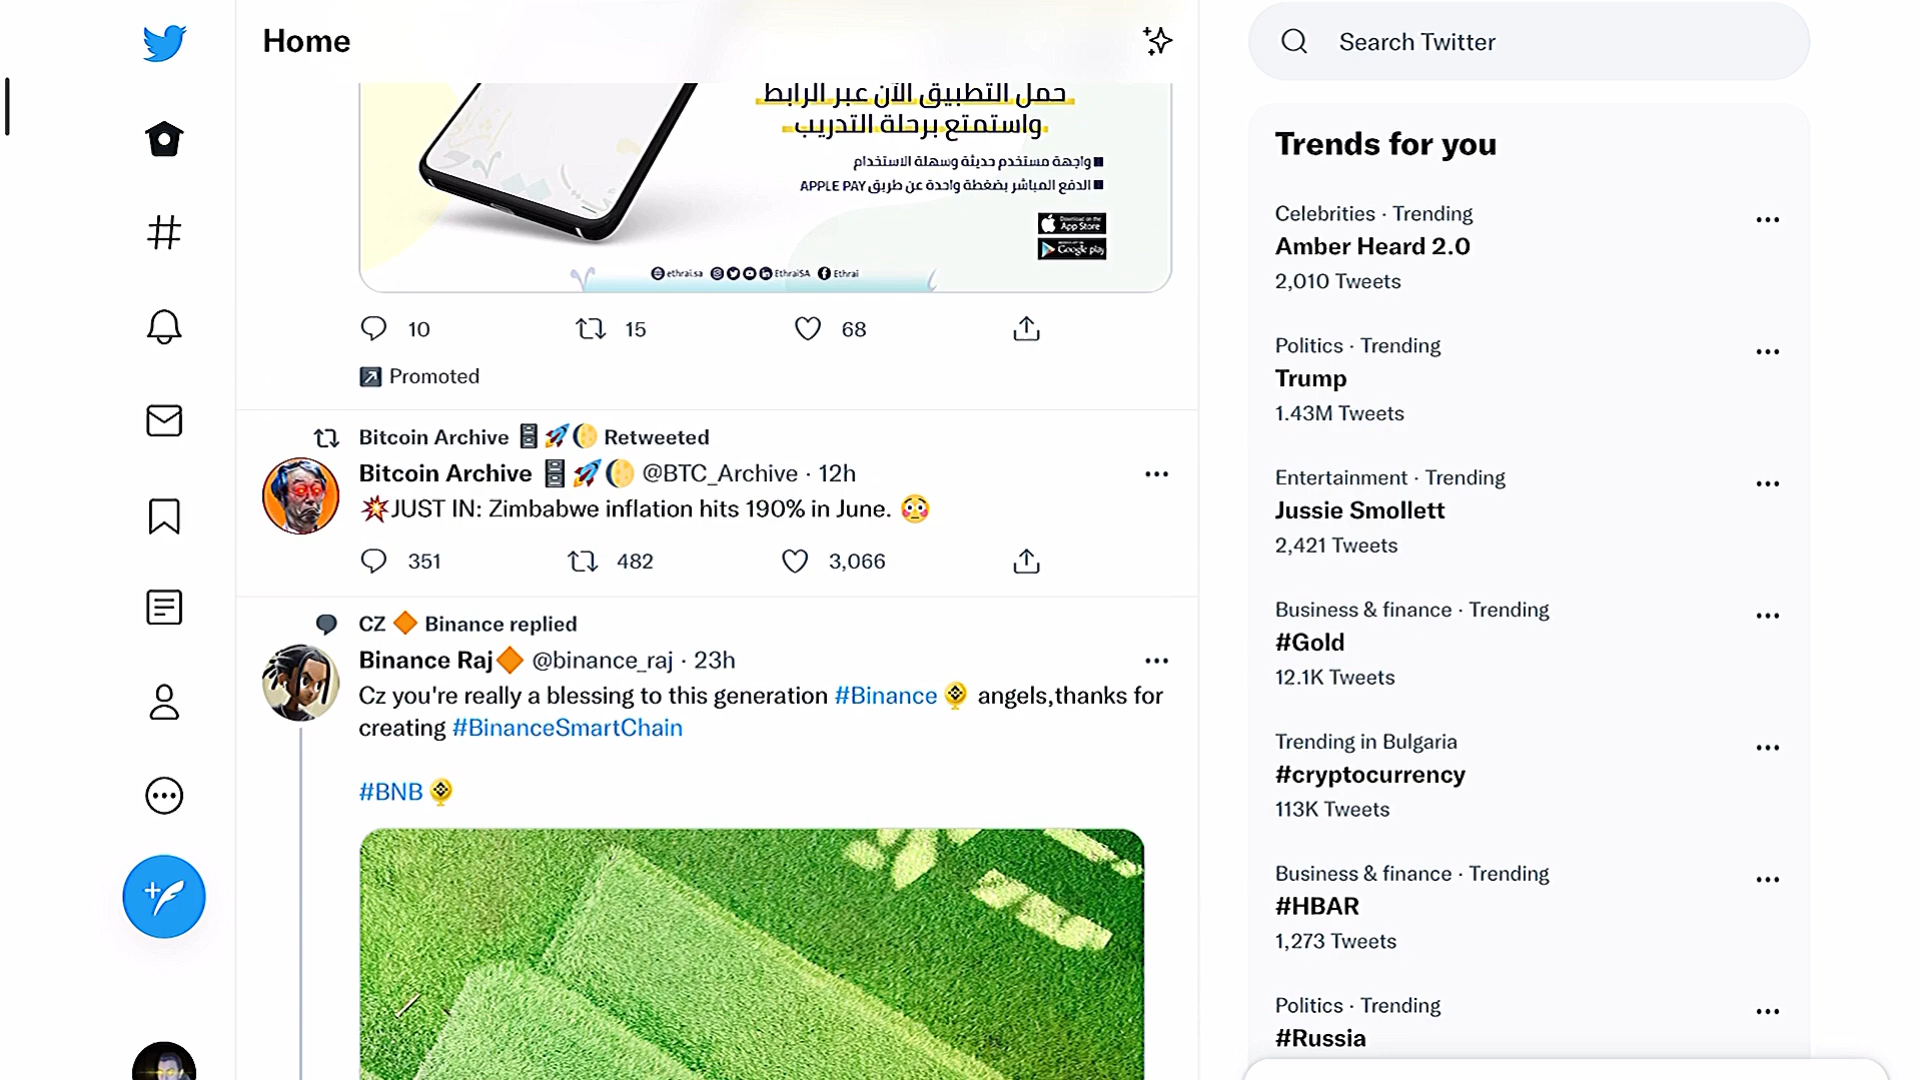 Home
حمل التطبيق الآن عبر الرابط
واستمتع برحلة التدريب
واجهة مستخدم حديثة وسهلة الاستخدام
الدفع المباشر بضغطة واحدة عن طريق APPLE PAY
Download on the
App Store
Google play
ethrai.sa EthraiSA Ethrai
10 15 68
Promoted
Bitcoin Archive Retweeted
Bitcoin Archive @BTC_Archive · 12h
JUST IN: Zimbabwe inflation hits 190% in June.
351 482 3,066
CZ Binance replied
Binance Raj @binance_raj · 23h
Cz you're really a blessing to this generation #Binance angels,thanks for
creating #BinanceSmartChain
#BNB
Search Twitter
Trends for you
Celebrities · Trending
Amber Heard 2.0
2,010 Tweets
Politics · Trending
Trump
1.43M Tweets
Entertainment · Trending
Jussie Smollett
2,421 Tweets
Business & finance · Trending
#Gold
12.1K Tweets
Trending in Bulgaria
#cryptocurrency
113K Tweets
Business & finance · Trending
#HBAR
1,273 Tweets
Politics · Trending
#Russia